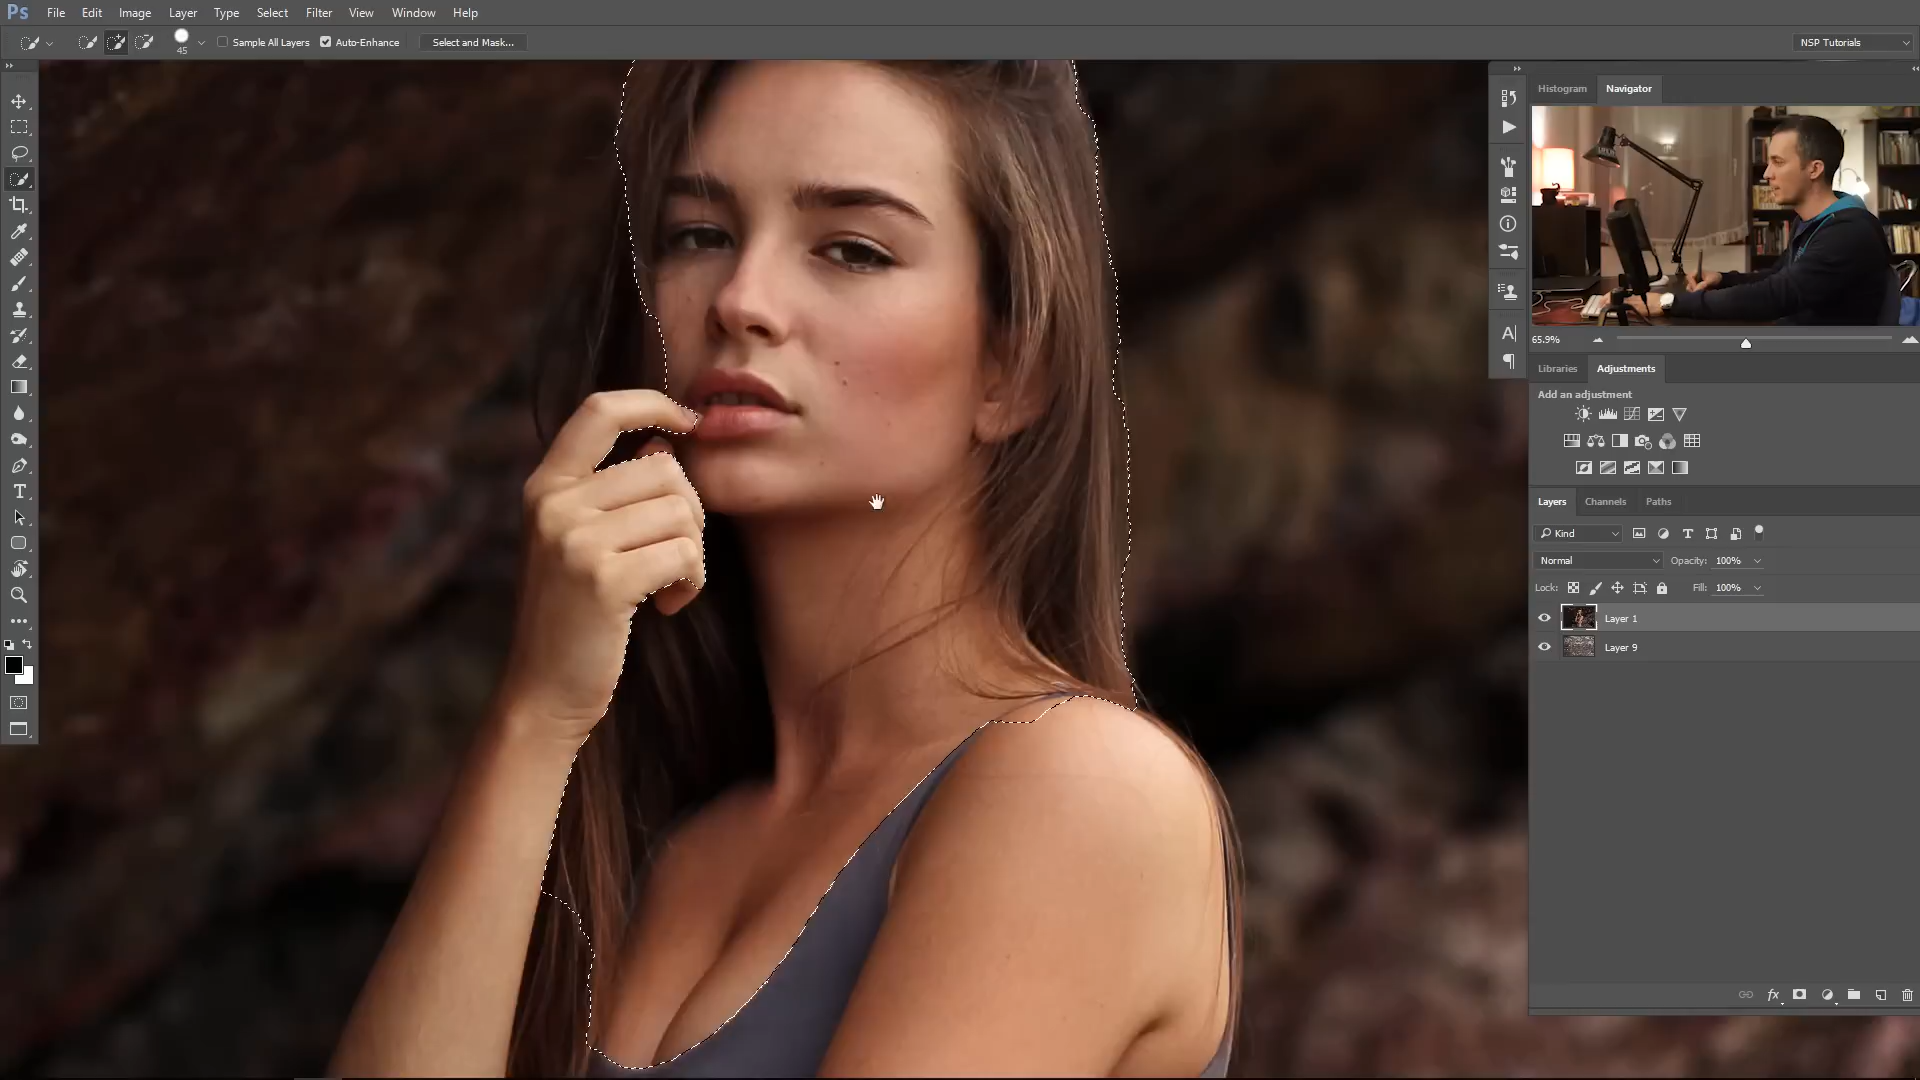 Ps File Edit Image Layer Type Select Filter View Window Help
45 Sample All Layers Auto-Enhance Select and Mask... NSP Tutorials
Histogram Navigator
65.9%
Libraries Adjustments
Add an adjustment
Layers Channels Paths
Kind
Normal Opacity: 100%
Lock: Fill: 100%
Layer 1
Layer 9